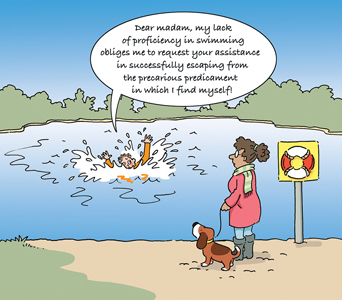 Dear madam, my lack
of proficiency in swimming
obliges me to request your assistance
in successfully escaping from
the precarious predicament
in which I find myself!